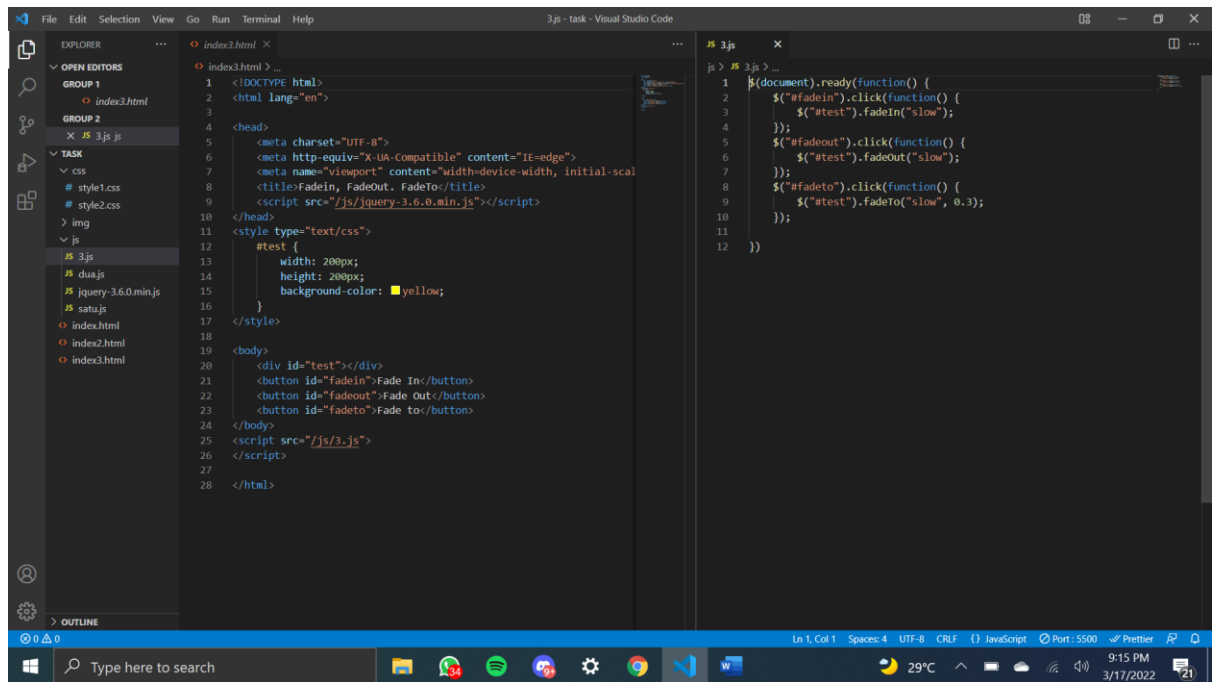 File Edit Selection View Go Run Terminal Help
3.js - task - Visual Studio Code
EXPLORER
OPEN EDITORS
GROUP 1
index3.html
GROUP 2
JS 3.js js
TASK
css
# style1.css
# style2.css
img
js
JS 3.js
JS dua.js
JS jquery-3.6.0.min.js
JS satu.js
index.html
index2.html
index3.html
OUTLINE
index3.html
index3.html > ...
1 <!DOCTYPE html>
2 <html lang="en">
3
4 <head>
5 <meta charset="UTF-8">
6 <meta http-equiv="X-UA-Compatible" content="IE=edge">
7 <meta name="viewport" content="width=device-width, initial-scal
8 <title>Fadein, FadeOut. FadeTo</title>
9 <script src="/js/jquery-3.6.0.min.js"></script>
10 </head>
11 <style type="text/css">
12 #test {
13 width: 200px;
14 height: 200px;
15 background-color: yellow;
16 }
17 </style>
18
19 <body>
20 <div id="test"></div>
21 <button id="fadein">Fade In</button>
22 <button id="fadeout">Fade Out</button>
23 <button id="fadeto">Fade to</button>
24 </body>
25 <script src="/js/3.js">
26 </script>
27
28 </html>
JS 3.js
js > JS 3.js > ...
1 $(document).ready(function() {
2 $("#fadein").click(function() {
3 $("#test").fadeIn("slow");
4 });
5 $("#fadeout").click(function() {
6 $("#test").fadeOut("slow");
7 });
8 $("#fadeto").click(function() {
9 $("#test").fadeTo("slow", 0.3);
10 });
11
12 })
0 0
Ln 1, Col 1 Spaces: 4 UTF-8 CRLF {} JavaScript Port : 5500 Prettier
Type here to search
34
9+
29°C
9:15 PM
3/17/2022
21